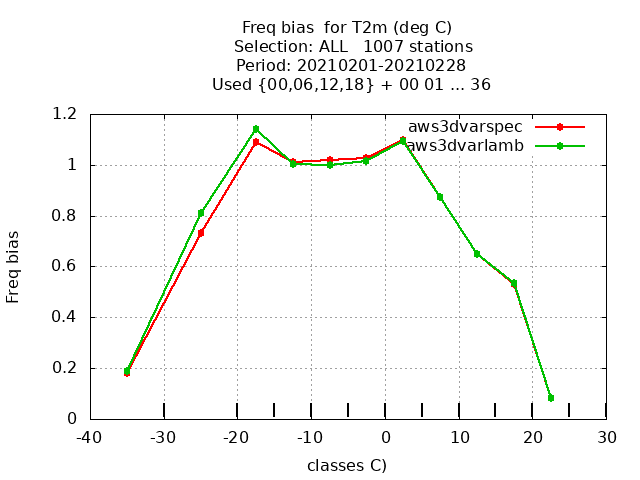 Freq bias  for T2m (deg C)
Selection: ALL   1007 stations
Period: 20210201-20210228
Used {00,06,12,18} + 00 01 ... 36
aws3dvarspec
aws3dvarlamb
1.2
1
0.8
0.6
0.4
0.2
0
Freq bias
-40 -30 -20 -10 0 10 20 30
classes C)